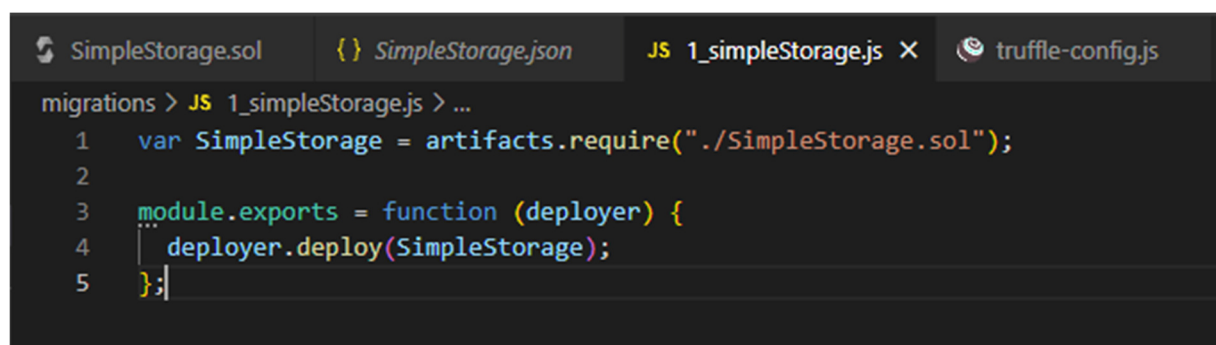 SimpleStorage.sol {} SimpleStorage.json JS 1_simpleStorage.js × truffle-config.js
migrations > JS 1_simpleStorage.js > ...
1 var SimpleStorage = artifacts.require("./SimpleStorage.sol");
2
3 module.exports = function (deployer) {
4 deployer.deploy(SimpleStorage);
5 };